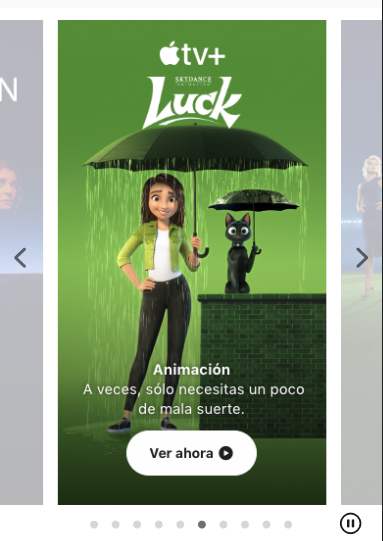 tv+
SKYDANCE
ANIMATION
Luck
N
Animación
A veces, sólo necesitas un poco
de mala suerte.
Ver ahora